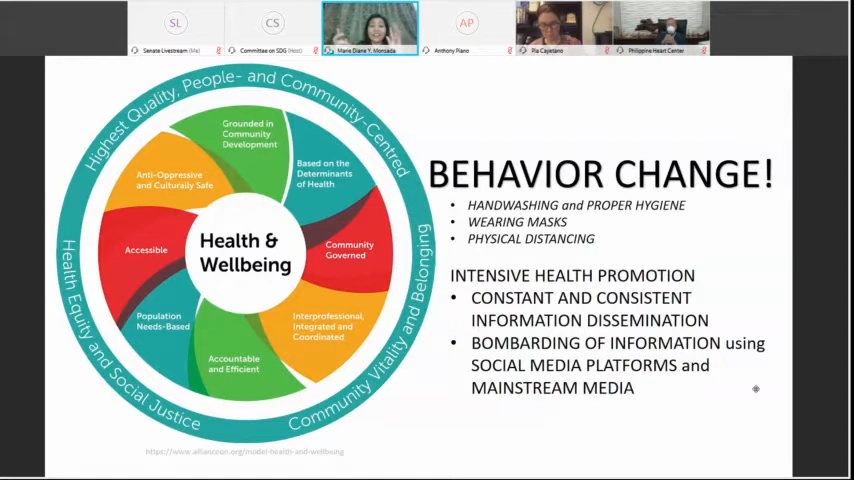 SL
CS
AP
Senate Livestream (Me)
Committee on SDG (Host)
Marie Diane Y. Monsada
Anthony Plano
Pia Cayetano
Philippine Heart Center
Highest Quality, People- and Community-Centred
Health Equity and Social Justice
Community Vitality and Belonging
Grounded in
Community
Development
Based on the
Determinants
of Health
Anti-Oppressive
and Culturally Safe
Accessible
Health &
Wellbeing
Community
Governed
Population
Needs-Based
Interprofessional,
Integrated and
Coordinated
Accountable
and Efficient
https://www.allianceon.org/model-health-and-wellbeing
BEHAVIOR CHANGE!
• HANDWASHING and PROPER HYGIENE
• WEARING MASKS
• PHYSICAL DISTANCING
INTENSIVE HEALTH PROMOTION
• CONSTANT AND CONSISTENT
INFORMATION DISSEMINATION
• BOMBARDING OF INFORMATION using
SOCIAL MEDIA PLATFORMS and
MAINSTREAM MEDIA